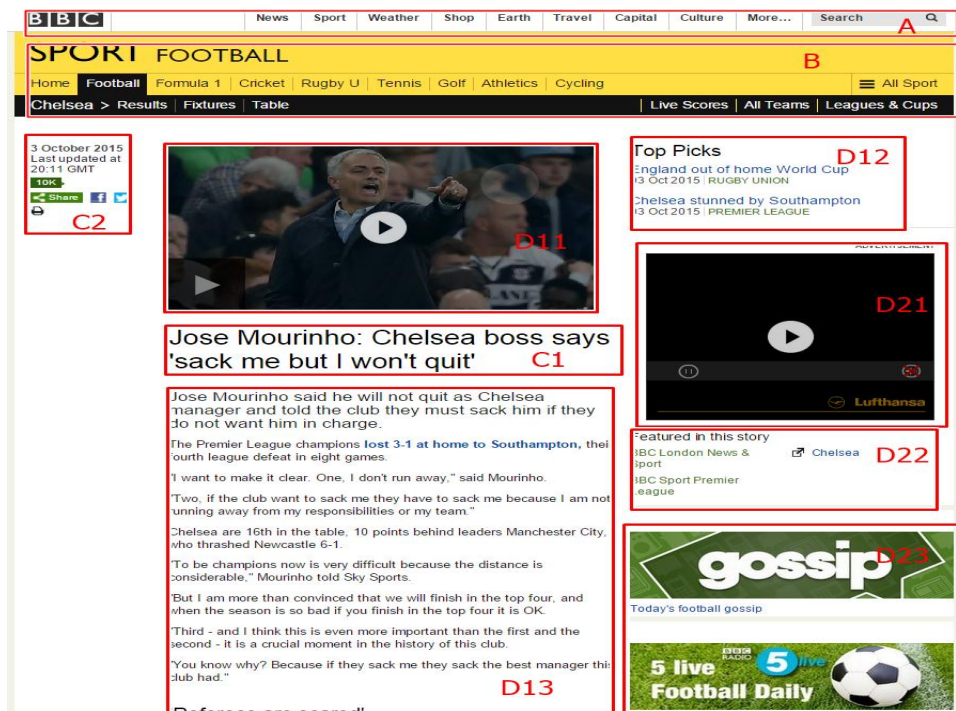 BBC News Sport Weather Shop Earth Travel Capital Culture More... Search
A
SPORT FOOTBALL
B
Home Football Formula 1 Cricket Rugby U Tennis Golf Athletics Cycling All Sport
Chelsea > Results Fixtures Table Live Scores All Teams Leagues & Cups
3 October 2015
Last updated at
20:11 GMT
10K
Share
C2
D11
Jose Mourinho: Chelsea boss says
'sack me but I won't quit'
C1
Jose Mourinho said he will not quit as Chelsea
manager and told the club they must sack him if they
do not want him in charge.
The Premier League champions lost 3-1 at home to Southampton, thei
fourth league defeat in eight games.
"I want to make it clear. One, I don't run away," said Mourinho.
"Two, if the club want to sack me they have to sack me because I am not
running away from my responsibilities or my team."
Chelsea are 16th in the table, 10 points behind leaders Manchester City,
who thrashed Newcastle 6-1.
"To be champions now is very difficult because the distance is
considerable," Mourinho told Sky Sports.
"But I am more than convinced that we will finish in the top four, and
when the season is so bad if you finish in the top four it is OK.
"Third - and I think this is even more important than the first and the
second - it is a crucial moment in the history of this club.
"You know why? Because if they sack me they sack the best manager this
club had."
D13
'Referees are scared'
Top Picks
D12
England out of home World Cup
03 Oct 2015 RUGBY UNION
Chelsea stunned by Southampton
03 Oct 2015 PREMIER LEAGUE
ADVERTISEMENT
D21
Lufthansa
Featured in this story
BBC London News &
Sport
Chelsea
D22
BBC Sport Premier
League
gossip
D23
Today's football gossip
BBC
RADIO
5 live
5 live
Football Daily